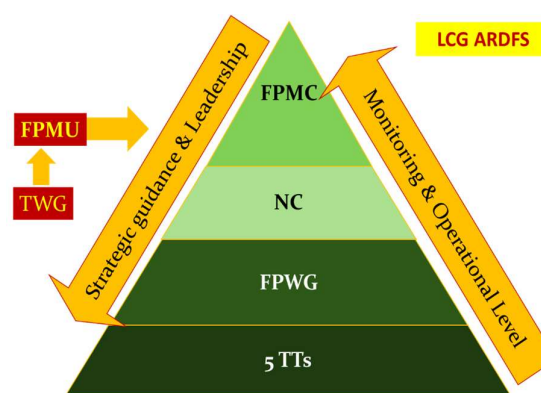 LCG ARDFS
FPMC
Strategic guidance & Leadership
Monitoring & Operational Level
FPMU
TWG
NC
FPWG
5 TTs